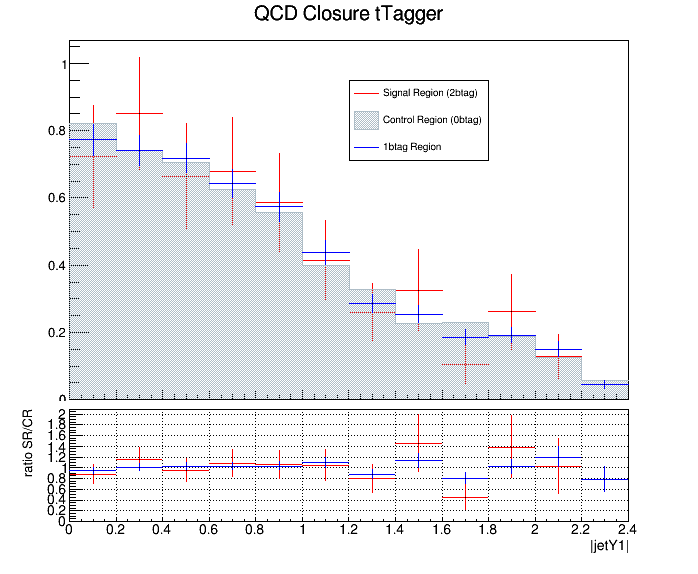 QCD Closure tTagger
1
0.8
0.6
0.4
0.2
0
Signal Region (2btag)
Control Region (0btag)
1btag Region
ratio SR/CR
2
1.8
1.6
1.4
1.2
1
0.8
0.6
0.4
0.2
0
0 0.2 0.4 0.6 0.8 1 1.2 1.4 1.6 1.8 2 2.2 2.4
|jetY1|